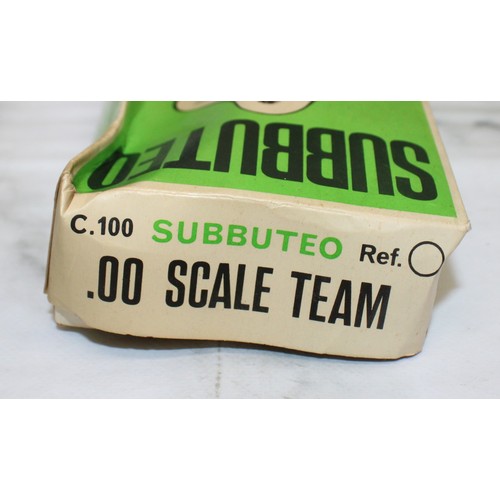 SUBBUTEO
C.100 SUBBUTEO Ref.
.00 SCALE TEAM